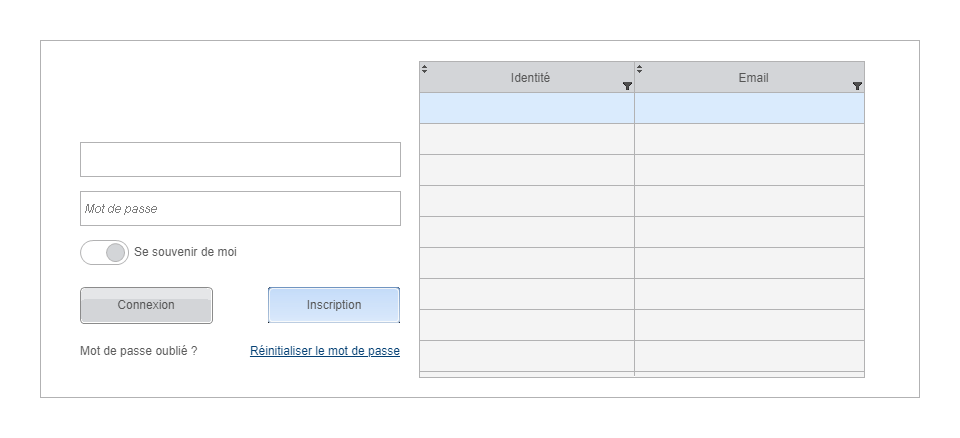 Identité
Email
Mot de passe
Se souvenir de moi
Connexion
Inscription
Mot de passe oublié ?
Réinitialiser le mot de passe